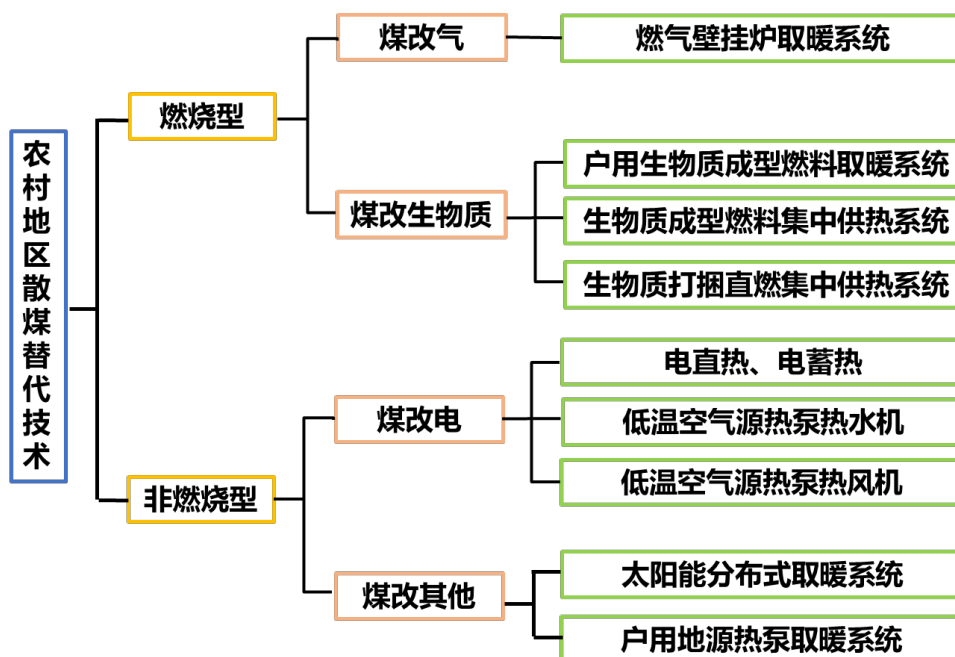 农村地区散煤替代技术
燃烧型
煤改气
燃气壁挂炉取暖系统
煤改生物质
户用生物质成型燃料取暖系统
生物质成型燃料集中供热系统
生物质打捆直燃集中供热系统
非燃烧型
煤改电
电直热、电蓄热
低温空气源热泵热水机
低温空气源热泵热风机
煤改其他
太阳能分布式取暖系统
户用地源热泵取暖系统